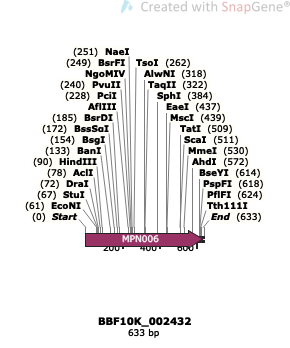 Created with SnapGene®
(251) NaeI
(249) BsrFI TsoI (262)
NgoMIV AlwNI (318)
(240) PvuII TaqII (322)
(228) PciI SphI (384)
AflIII EaeI (437)
(185) BsrDI MscI (439)
(172) BssSαI TatI (509)
(154) BsgI ScaI (511)
(133) BanI MmeI (530)
(90) HindIII AhdI (572)
(78) AclI BseYI (614)
(72) DraI PspFI (618)
(67) StuI PflFI (624)
(61) EcoNI Tth111I
(0) Start End (633)
MPN006
200 400 600
BBF10K_002432
633 bp